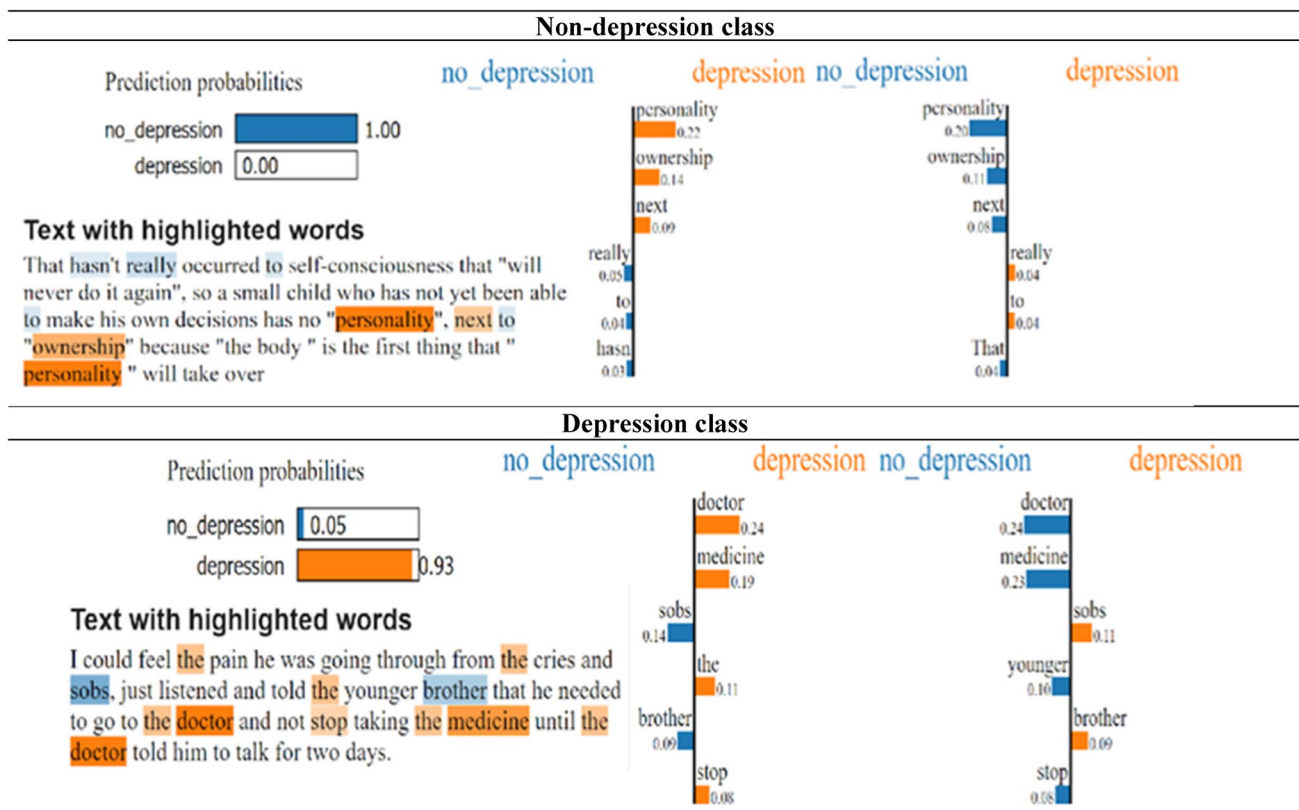 Non-depression class
Prediction probabilities
no_depression 1.00
depression 0.00
Text with highlighted words
That hasn't really occurred to self-consciousness that "will
never do it again", so a small child who has not yet been able
to make his own decisions has no "personality", next to
"ownership" because "the body " is the first thing that "
personality " will take over
no_depression depression
personality
0.22
ownership
0.14
next
0.09
really
0.05
to
0.04
hasn
0.03
no_depression depression
personality
0.20
ownership
0.11
next
0.08
really
0.04
to
0.04
That
0.04
Depression class
Prediction probabilities
no_depression 0.05
depression 0.93
Text with highlighted words
I could feel the pain he was going through from the cries and
sobs, just listened and told the younger brother that he needed
to go to the doctor and not stop taking the medicine until the
doctor told him to talk for two days.
no_depression depression
doctor
0.24
medicine
0.19
sobs
0.14
the
0.11
brother
0.09
stop
0.08
no_depression depression
doctor
0.24
medicine
0.23
sobs
0.11
younger
0.10
brother
0.09
stop
0.08